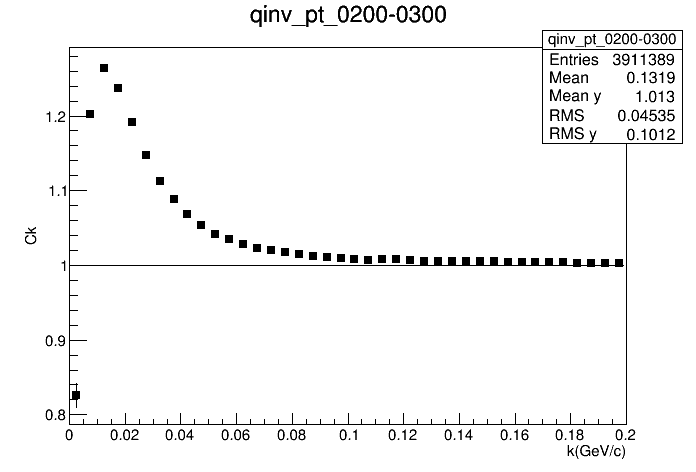 qinv_pt_0200-0300
qinv_pt_0200-0300
Entries 3911389
Mean 0.1319
Mean y 1.013
RMS 0.04535
RMS y 0.1012
Ck
1.2
1.1
1
0.9
0.8
0 0.02 0.04 0.06 0.08 0.1 0.12 0.14 0.16 0.18 0.2
k(GeV/c)